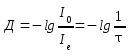 Д = −lg I₀/Iₑ = −lg 1/τ